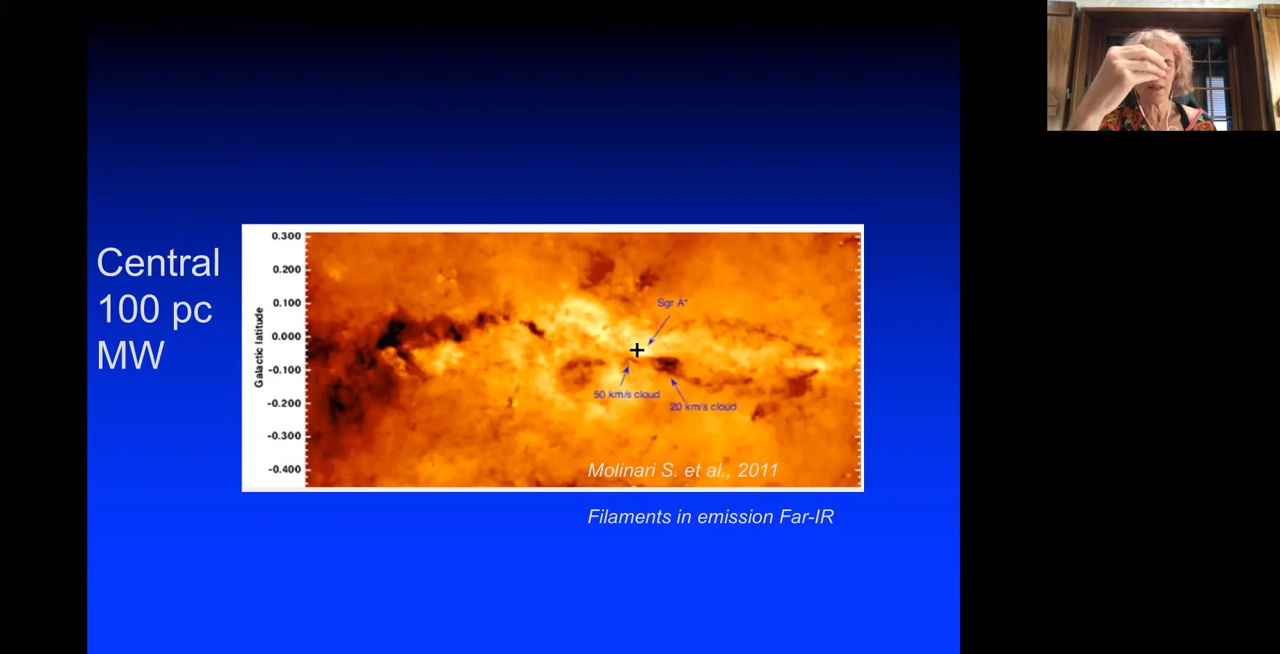 Central
100 pc
MW
Galactic latitude
0.300
0.200
0.100
0.000
-0.100
-0.200
-0.300
-0.400
Sgr A*
50 km/s cloud
20 km/s cloud
Molinari S. et al., 2011
Filaments in emission Far-IR